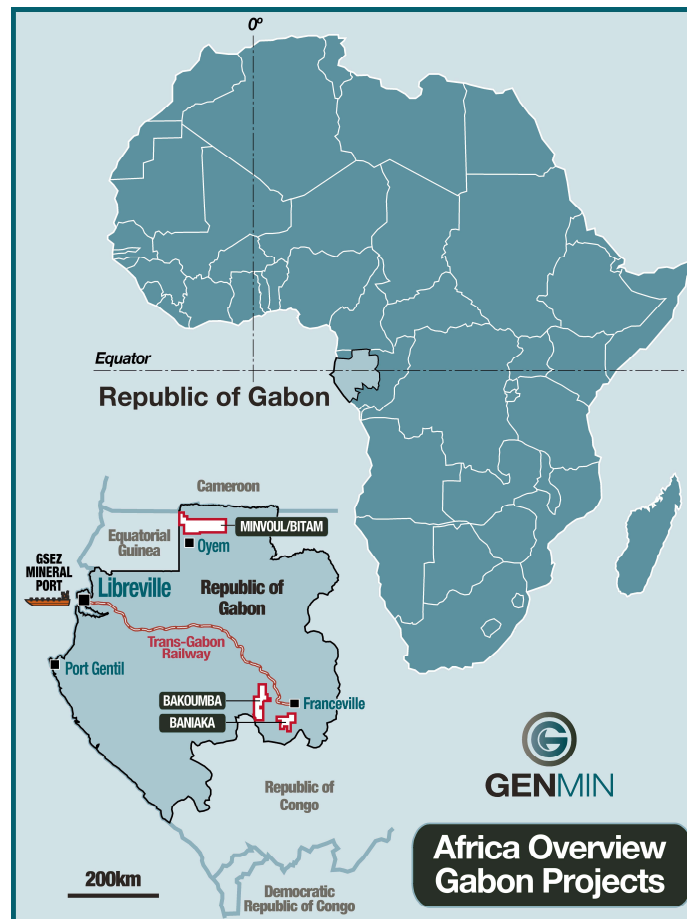 0º
Equator
Republic of Gabon
Cameroon
MINVOUL/BITAM
Equatorial
Guinea
Oyem
GSEZ
MINERAL
PORT
Libreville
Republic of
Gabon
Trans-Gabon
Railway
Port Gentil
BAKOUMBA
Franceville
BANIAKA
GENMIN
Republic of
Congo
Africa Overview
Gabon Projects
200km
Democratic
Republic of Congo